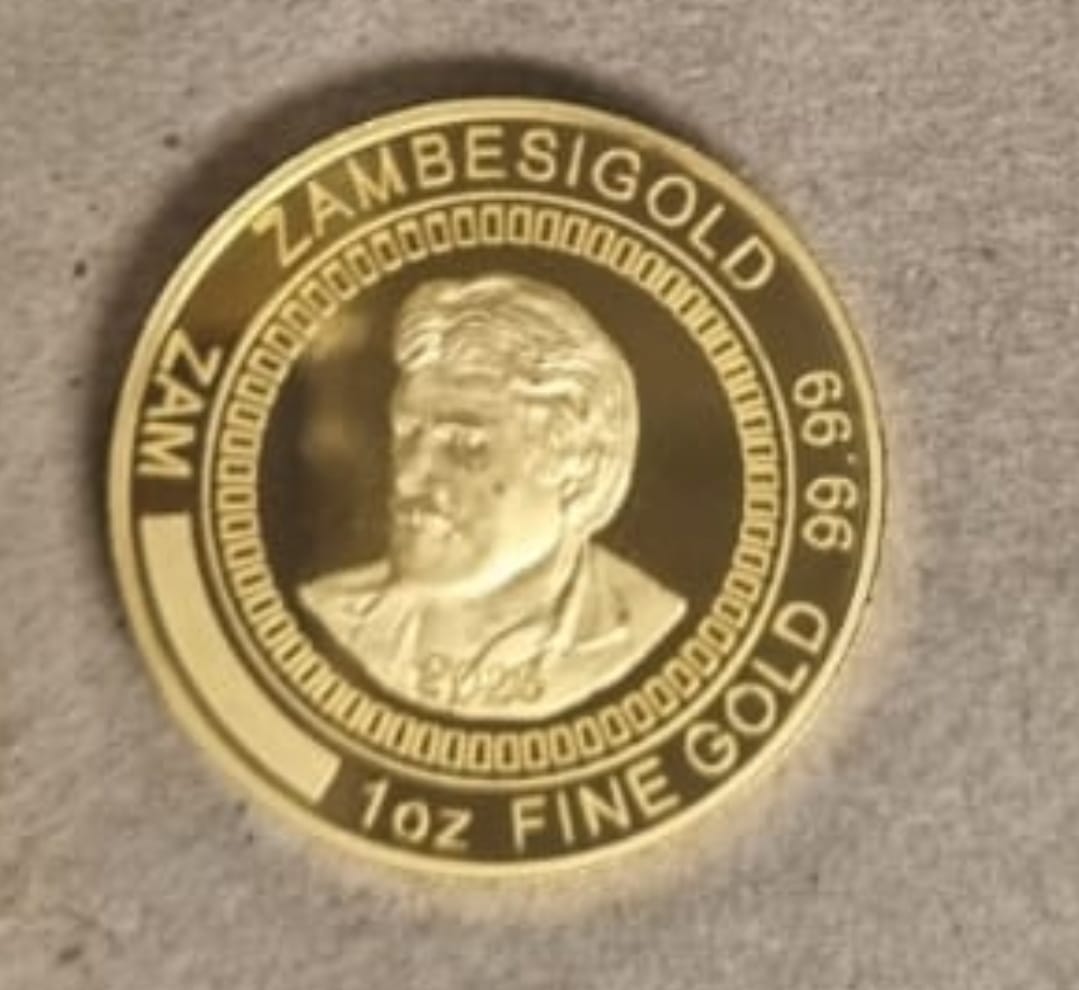 ZAMBESIGOLD
99.99
1oz FINE GOLD
ZAM